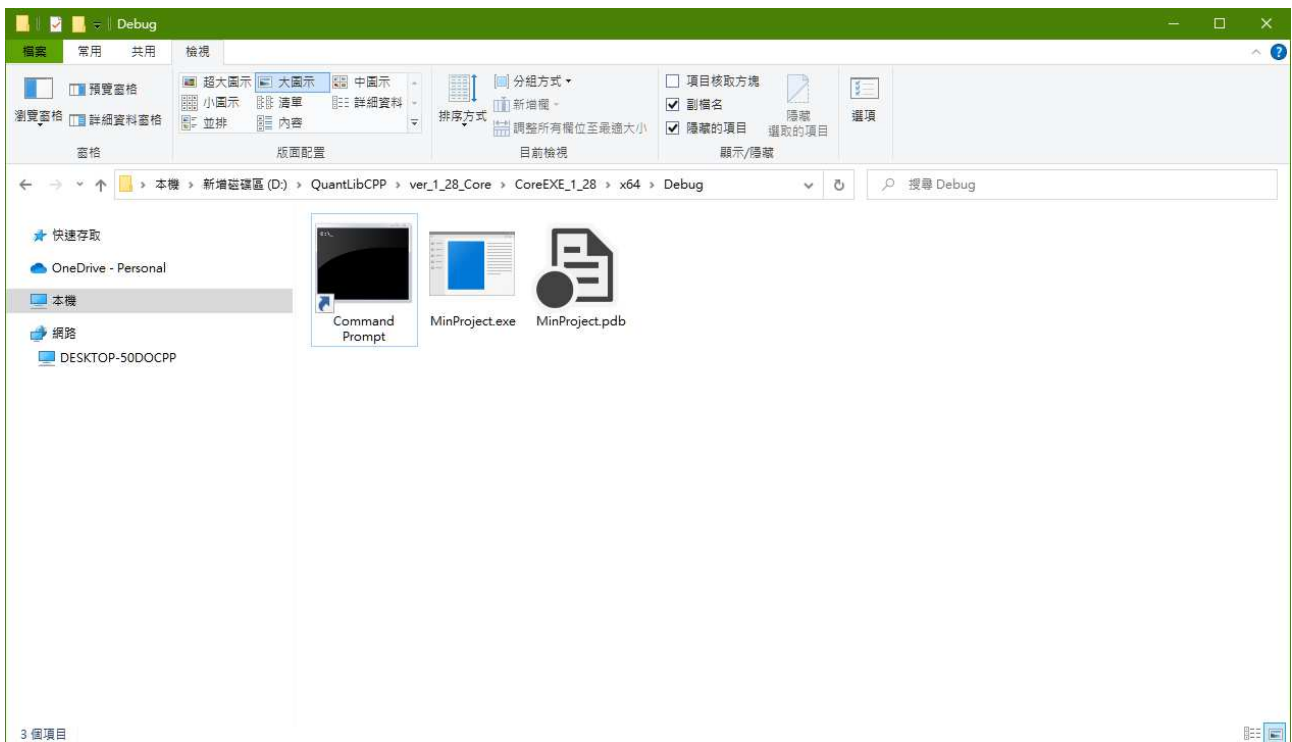 Debug
檔案 常用 共用 檢視
瀏覽窗格
預覽窗格
詳細資料窗格
窗格
超大圖示 大圖示 中圖示
小圖示 清單 詳細資料
並排 內容
版面配置
排序方式
分組方式
新增欄
調整所有欄位至最適大小
目前檢視
項目核取方塊
副檔名
隱藏的項目
隱藏
選取的項目
顯示/隱藏
選項
本機 › 新增磁碟區 (D:) › QuantLibCPP › ver_1_28_Core › CoreEXE_1_28 › x64 › Debug
搜尋 Debug
快速存取
OneDrive - Personal
本機
網路
DESKTOP-50DOCPP
Command
Prompt
MinProject.exe
MinProject.pdb
3 個項目